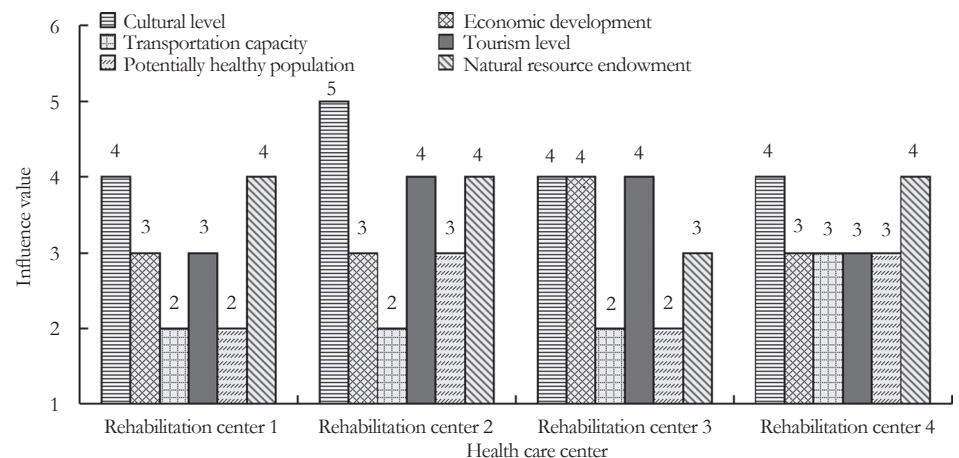 6
Cultural level
Economic development
Transportation capacity
Tourism level
Potentially healthy population
Natural resource endowment
5
4
3
2
1
Influence value
4 3 2 3 2 4
5 3 2 4 3 4
4 4 2 4 2 3
4 3 3 3 3 4
Rehabilitation center 1
Rehabilitation center 2
Rehabilitation center 3
Rehabilitation center 4
Health care center